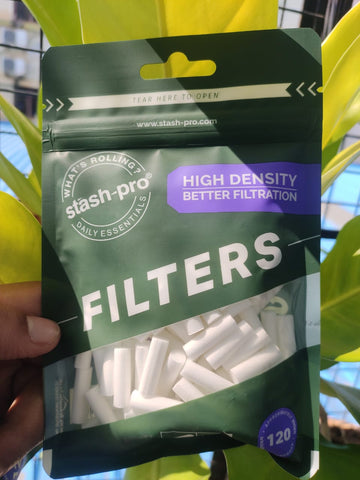 TEAR HERE TO OPEN
www.stash-pro.com
WHAT'S ROLLING?
stash-pro®
DAILY ESSENTIALS
HIGH DENSITY
BETTER FILTRATION
FILTERS
120